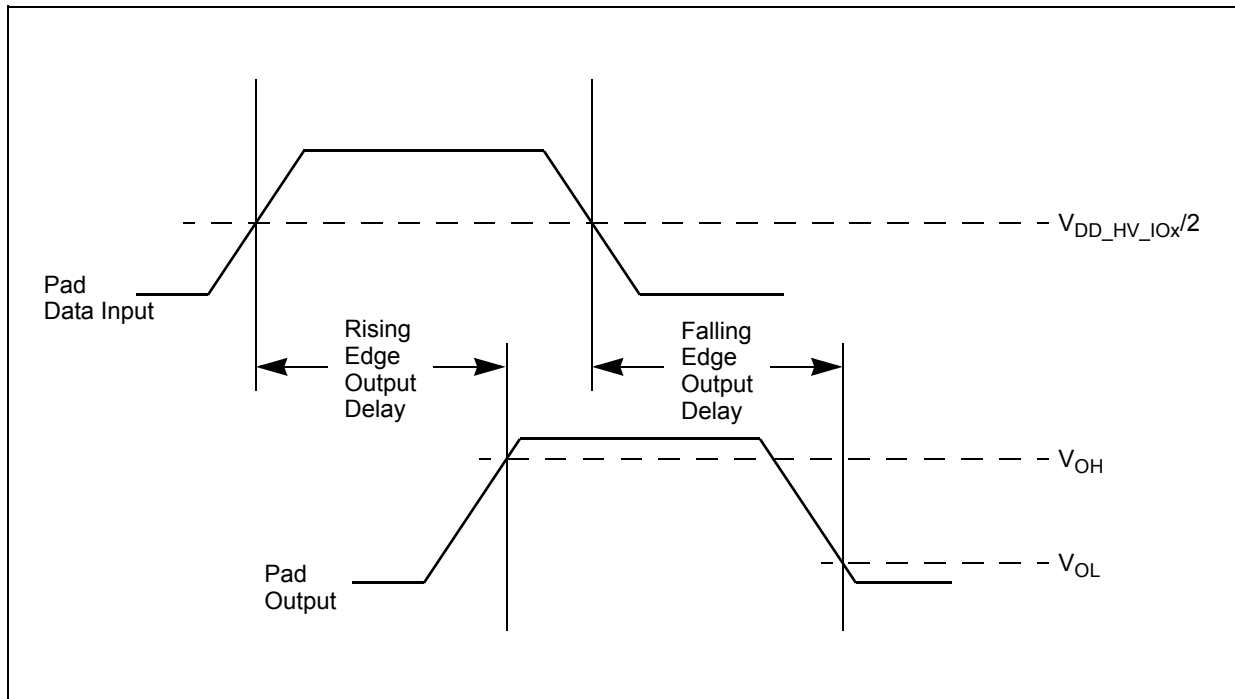 V_DD_HV_IOx/2
Pad
Data Input
Rising
Edge
Output
Delay
Falling
Edge
Output
Delay
V_OH
V_OL
Pad
Output